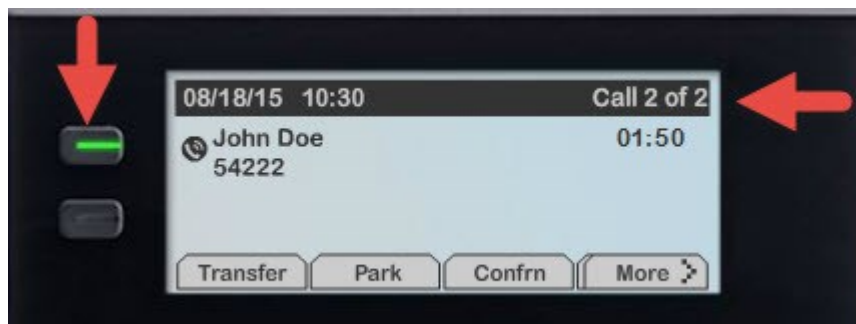 08/18/15 10:30 Call 2 of 2
John Doe 01:50
54222
Transfer Park Confrn More